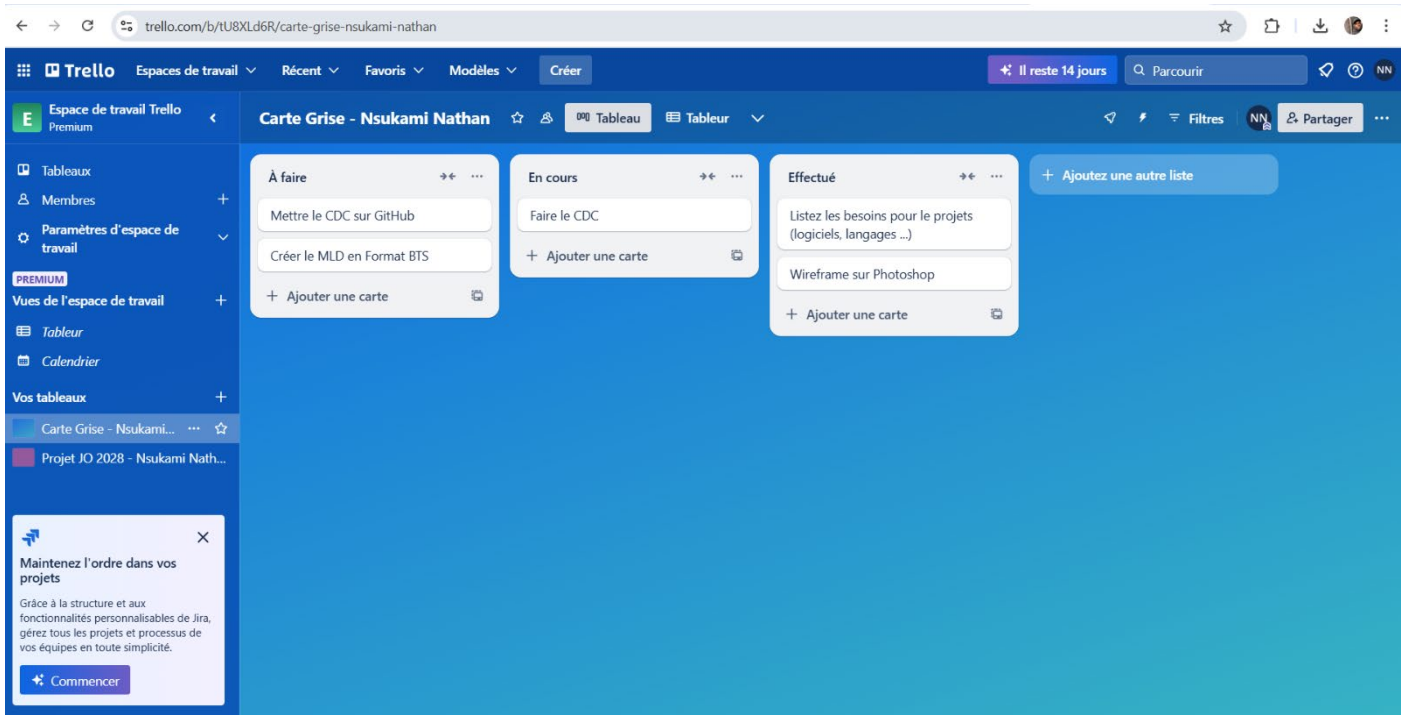 trello.com/b/tU8XLd6R/carte-grise-nsukami-nathan
Trello Espaces de travail Récent Favoris Modèles Créer Il reste 14 jours Parcourir NN
E Espace de travail Trello
Premium
Carte Grise - Nsukami Nathan Tableau Tableur Filtres NN Partager
Tableaux
Membres
Paramètres d'espace de
travail
PREMIUM
Vues de l'espace de travail
Tableur
Calendrier
Vos tableaux
Carte Grise - Nsukami...
Projet JO 2028 - Nsukami Nath...
Maintenez l'ordre dans vos
projets
Grâce à la structure et aux
fonctionnalités personnalisables de Jira,
gérez tous les projets et processus de
vos équipes en toute simplicité.
Commencer
À faire
Mettre le CDC sur GitHub
Créer le MLD en Format BTS
+ Ajouter une carte
En cours
Faire le CDC
+ Ajouter une carte
Effectué
Listez les besoins pour le projets
(logiciels, langages ...)
Wireframe sur Photoshop
+ Ajouter une carte
+ Ajoutez une autre liste